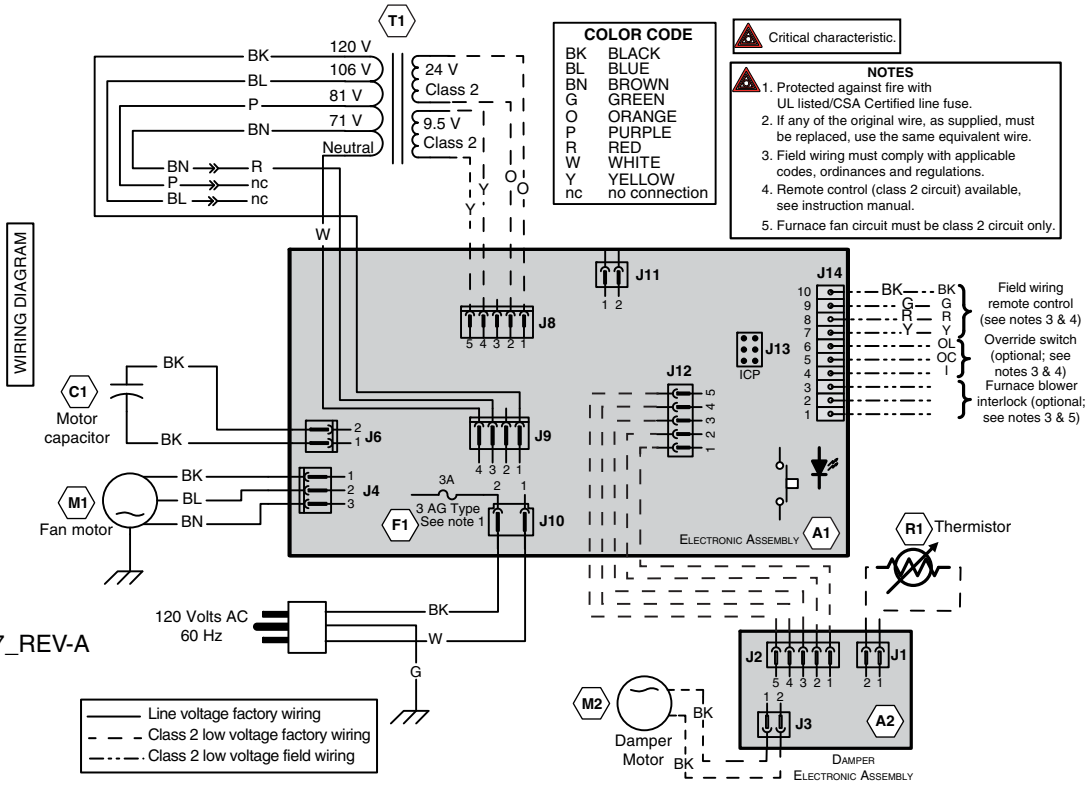 T1
120 V
BK
106 V
BL
81 V
P
71 V
BN
Neutral
24 V
Class 2
9.5 V
Class 2
BN
R
P
nc
BL
nc
W
Y
Y
O
O
COLOR CODE
BK BLACK
BL BLUE
BN BROWN
G GREEN
O ORANGE
P PURPLE
R RED
W WHITE
Y YELLOW
nc no connection
Critical characteristic.
NOTES
1. Protected against fire with
UL listed/CSA Certified line fuse.
2. If any of the original wire, as supplied, must
be replaced, use the same equivalent wire.
3. Field wiring must comply with applicable
codes, ordinances and regulations.
4. Remote control (class 2 circuit) available,
see instruction manual.
5. Furnace fan circuit must be class 2 circuit only.
WIRING DIAGRAM
J11
1 2
J8
5 4 3 2 1
J13
ICP
J14
10
9
8
7
6
5
4
3
2
1
BK
BK
G
G
R
R
Y
Y
OL
OC
I
Field wiring
remote control
(see notes 3 & 4)
Override switch
(optional; see
notes 3 & 4)
Furnace blower
interlock (optional;
see notes 3 & 5)
J12
5
4
3
2
1
C1
Motor
capacitor
BK
BK
2
1
J6
J9
4 3 2 1
M1
Fan motor
BK
BL
BN
1
2
3
J4
3A
3 AG Type
See note 1
F1
2 1
J10
ELECTRONIC ASSEMBLY
A1
R1
Thermistor
120 Volts AC
60 Hz
BK
W
G
7_REV-A
J2
5 4 3 2 1
J1
2 1
M2
Damper
Motor
BK
BK
1 2
J3
A2
DAMPER
ELECTRONIC ASSEMBLY
Line voltage factory wiring
Class 2 low voltage factory wiring
Class 2 low voltage field wiring